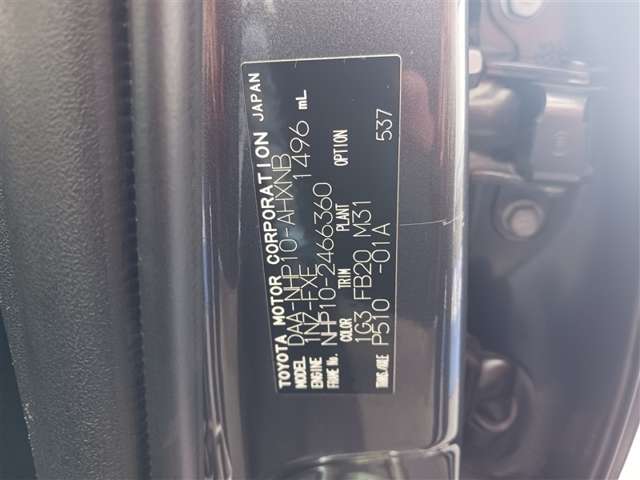 TOYOTA MOTOR CORPORATION JAPAN
MODEL DAA-NHP10-AHXNB
ENGINE 1NZ-FXE 1496 mL
FRAME No. NHP10-2466360
COLOR TRIM PLANT OPTION
1G3 FB20 M31 537
TRANS/AXLE P510 -01A